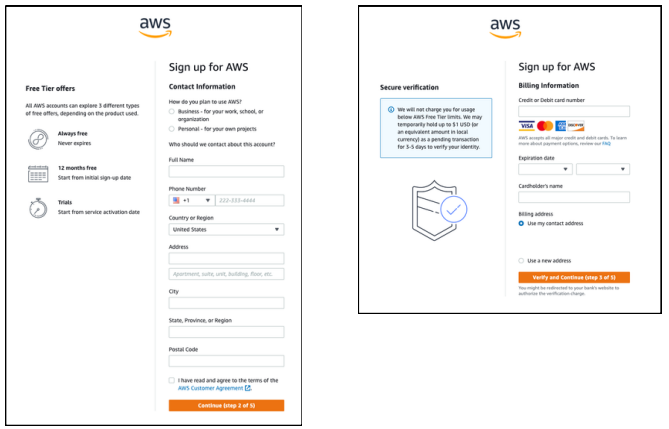 aws
Sign up for AWS
Free Tier offers
All AWS accounts can explore 3 different types
of free offers, depending on the product used.
Always free
Never expires
12 months free
Start from initial sign-up date
Trials
Start from service activation date
Contact Information
How do you plan to use AWS?
Business - for your work, school, or
organization
Personal - for your own projects
Who should we contact about this account?
Full Name
Phone Number
+1
222-333-4444
Country or Region
United States
Address
Apartment, suite, unit, building, floor, etc.
City
State, Province, or Region
Postal Code
I have read and agree to the terms of the
AWS Customer Agreement
Continue (step 2 of 5)
aws
Sign up for AWS
Secure verification
We will not charge you for usage
below AWS Free Tier limits. We may
temporarily hold up to $1 USD (or
an equivalent amount in local
currency) as a pending transaction
for 3-5 days to verify your identity.
Billing Information
Credit or Debit card number
VISA
DISCOVER
AWS accepts all major credit and debit cards. To learn
more about payment options, review our FAQ
Expiration date
Cardholder's name
Billing address
Use my contact address
Use a new address
Verify and Continue (step 3 of 5)
You might be redirected to your bank's website to
authorize the verification charge.